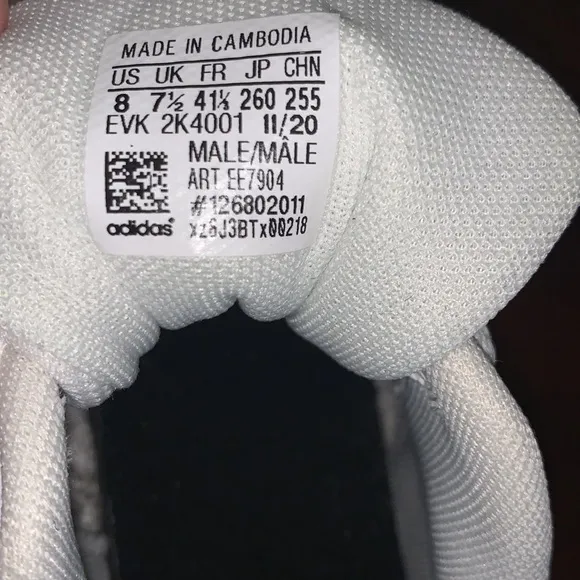 MADE IN CAMBODIA
US UK FR JP CHN
8 7½ 41⅓ 260 255
EVK 2K4001 11/20
MALE/MÂLE
ART EE7904
#126802011
xz6J3BTx00218
adidas